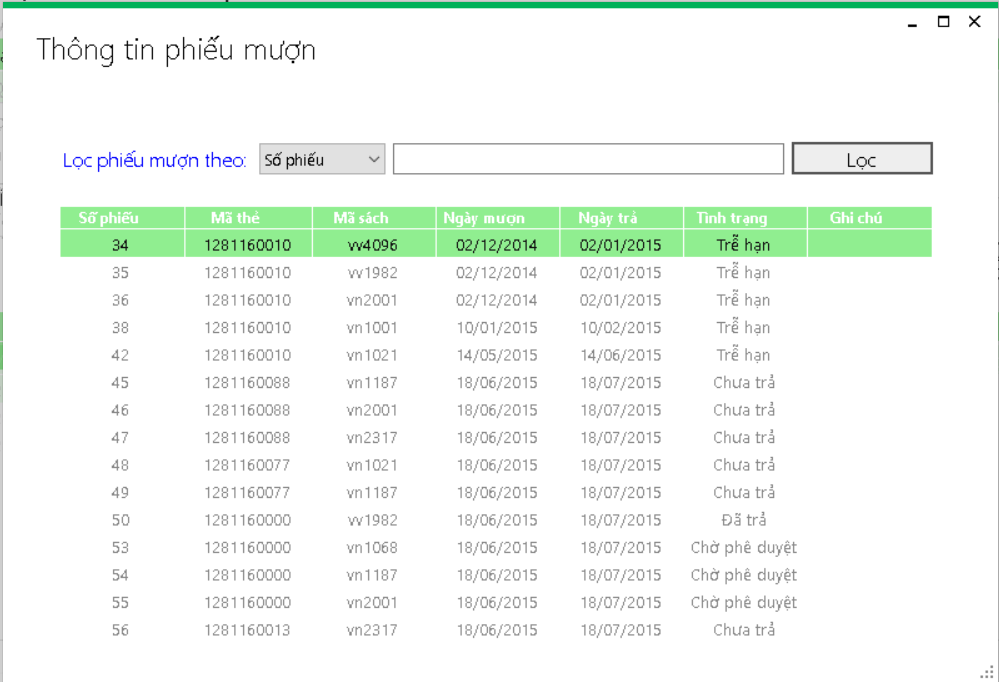 Thông tin phiếu mượn
Lọc phiếu mượn theo: Số phiếu Lọc
Số phiếu Mã thẻ Mã sách Ngày mượn Ngày trả Tình trạng Ghi chú
34 1281160010 vv4096 02/12/2014 02/01/2015 Trễ hạn
35 1281160010 vv1982 02/12/2014 02/01/2015 Trễ hạn
36 1281160010 vn2001 02/12/2014 02/01/2015 Trễ hạn
38 1281160010 vn1001 10/01/2015 10/02/2015 Trễ hạn
42 1281160010 vn1021 14/05/2015 14/06/2015 Trễ hạn
45 1281160088 vn1187 18/06/2015 18/07/2015 Chưa trả
46 1281160088 vn2001 18/06/2015 18/07/2015 Chưa trả
47 1281160088 vn2317 18/06/2015 18/07/2015 Chưa trả
48 1281160077 vn1021 18/06/2015 18/07/2015 Chưa trả
49 1281160077 vn1187 18/06/2015 18/07/2015 Chưa trả
50 1281160000 vv1982 18/06/2015 18/07/2015 Đã trả
53 1281160000 vn1068 18/06/2015 18/07/2015 Chờ phê duyệt
54 1281160000 vn1187 18/06/2015 18/07/2015 Chờ phê duyệt
55 1281160000 vn2001 18/06/2015 18/07/2015 Chờ phê duyệt
56 1281160013 vn2317 18/06/2015 18/07/2015 Chưa trả